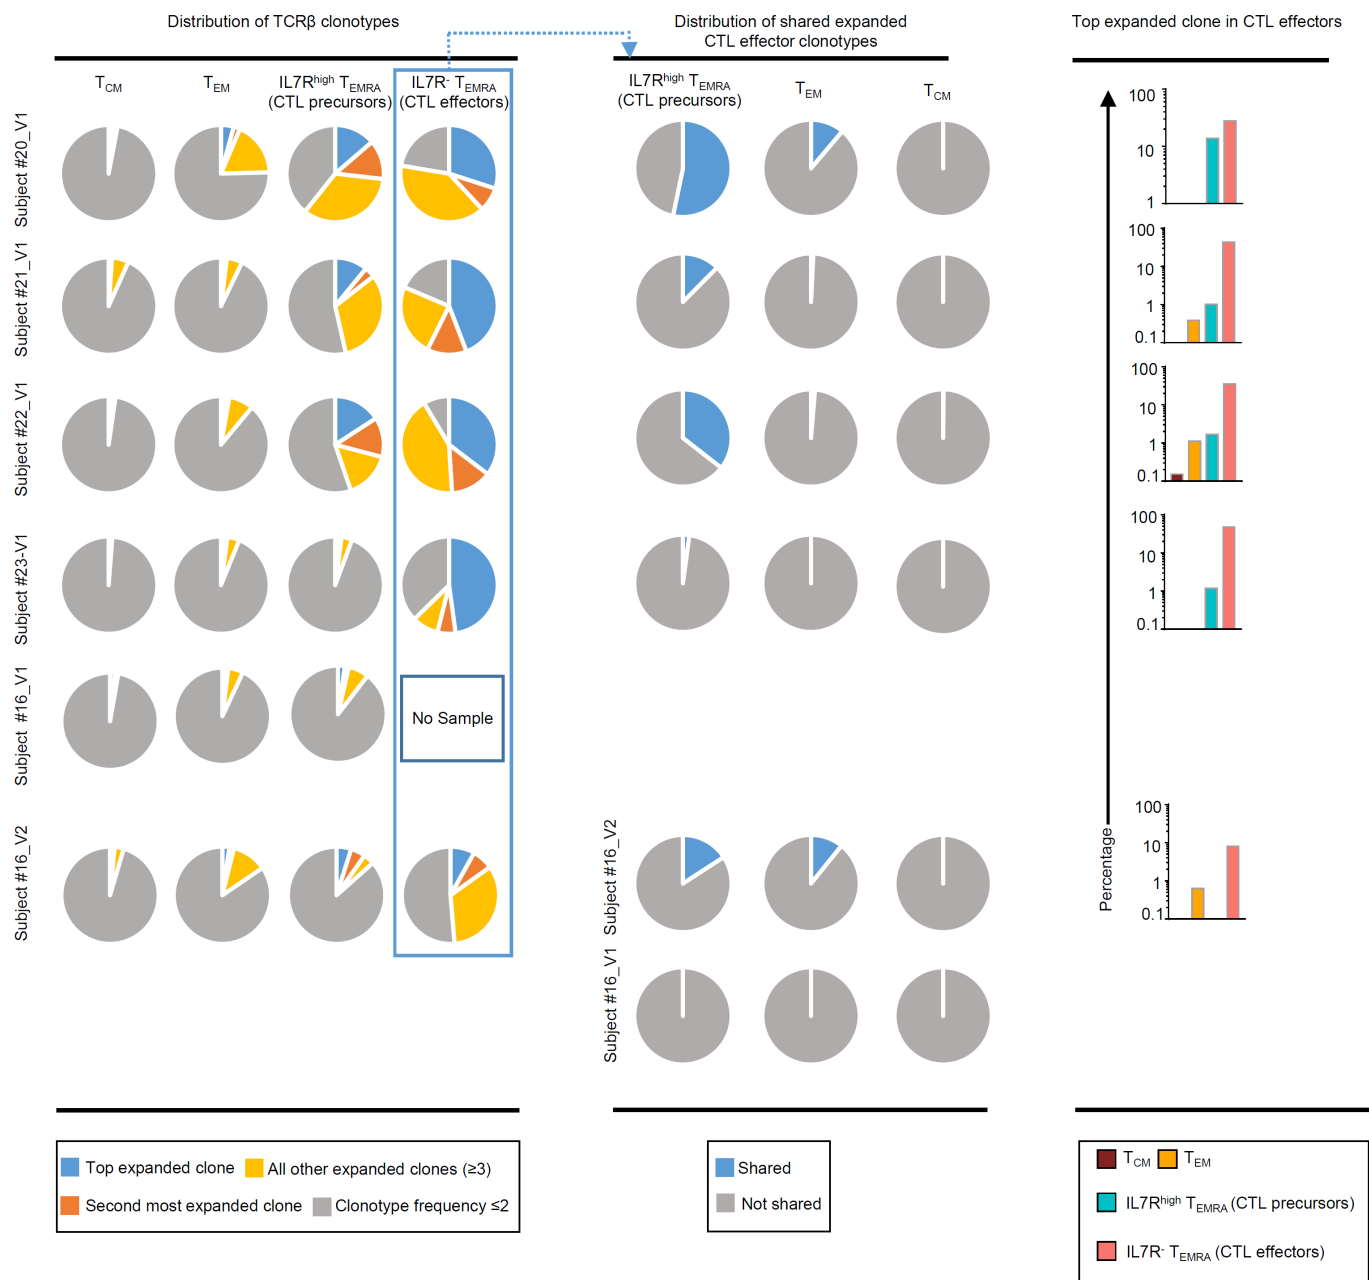 Distribution of TCRβ clonotypes
Distribution of shared expanded
CTL effector clonotypes
Top expanded clone in CTL effectors
TCM
TEM
IL7Rhigh TEMRA
(CTL precursors)
IL7R- TEMRA
(CTL effectors)
IL7Rhigh TEMRA
(CTL precursors)
TEM
TCM
Subject #20_V1
100
10
1
Subject #21_V1
100
10
1
0.1
Subject #22_V1
100
10
1
0.1
Subject #23-V1
100
10
1
0.1
Subject #16_V1
No Sample
Subject #16_V2
Subject #16_V2
Percentage
100
10
1
0.1
Subject #16_V1
Top expanded clone
All other expanded clones (≥3)
Second most expanded clone
Clonotype frequency ≤2
Shared
Not shared
TCM
TEM
IL7Rhigh TEMRA (CTL precursors)
IL7R- TEMRA (CTL effectors)